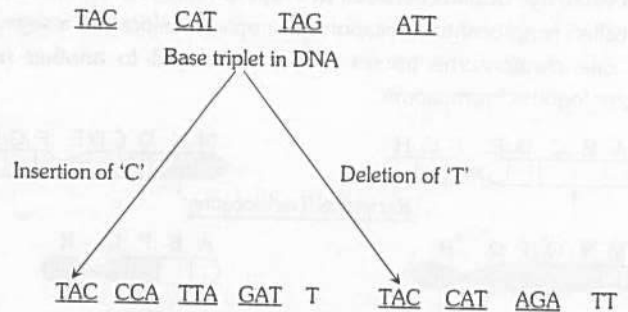 TAC CAT TAG ATT
Base triplet in DNA
Insertion of 'C'
Deletion of 'T'
TAC CCA TTA GAT T
TAC CAT AGA TT